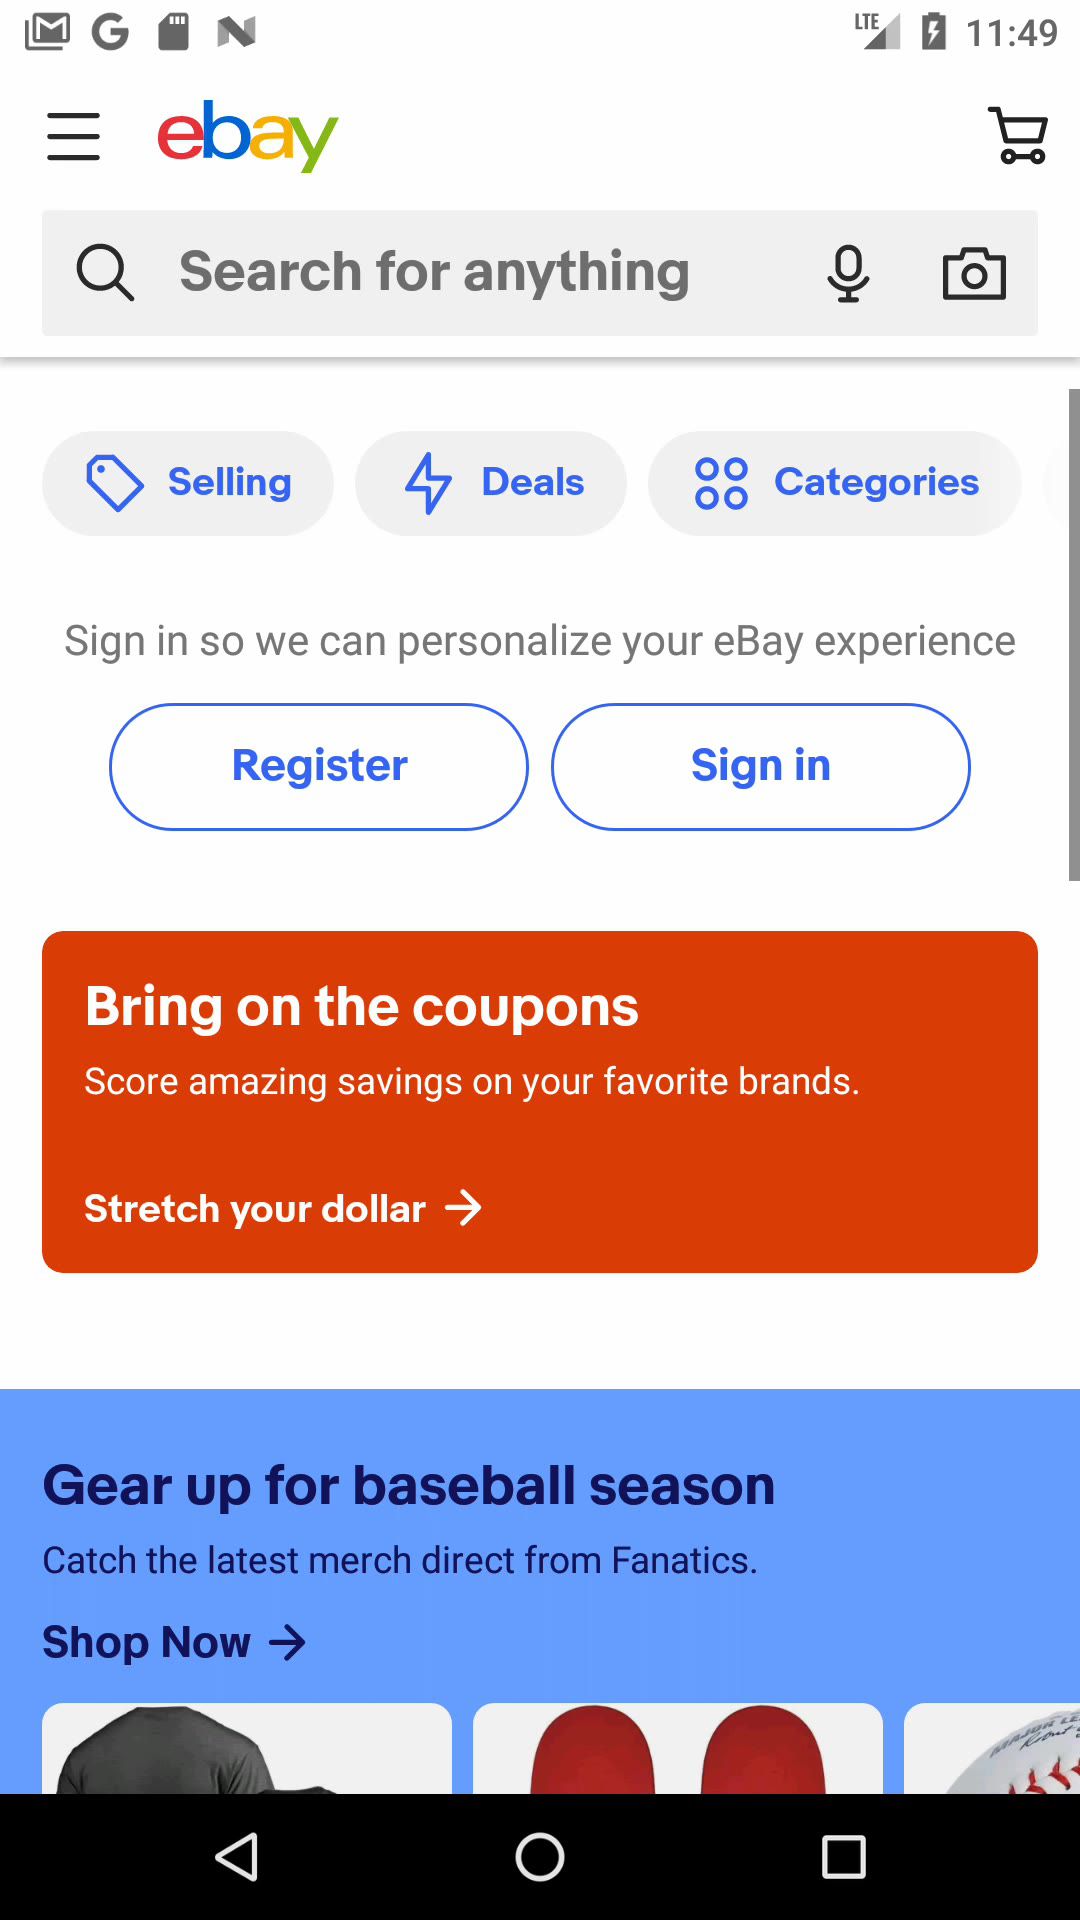 LTE 11:49
ebay
Search for anything
Selling
Deals
Categories
Sign in so we can personalize your eBay experience
Register
Sign in
Bring on the coupons
Score amazing savings on your favorite brands.
Stretch your dollar
Gear up for baseball season
Catch the latest merch direct from Fanatics.
Shop Now